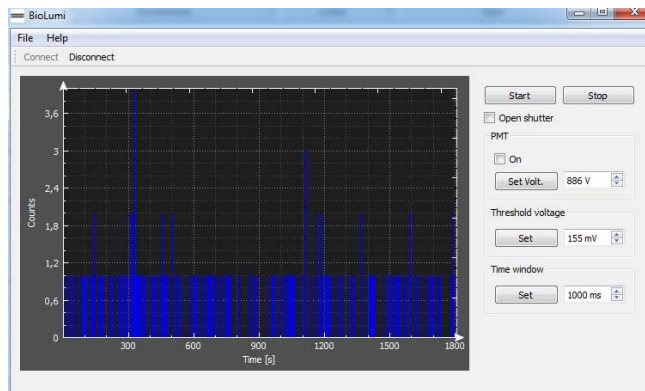 BioLumi
File Help
Connect Disconnect
Start Stop
Open shutter
PMT
On
Set Volt. 886 V
Threshold voltage
Set 155 mV
Time window
Set 1000 ms
Counts
3,6
3
2,4
1,8
1,2
0,6
0
300 600 900 1200 1500 1800
Time [s]